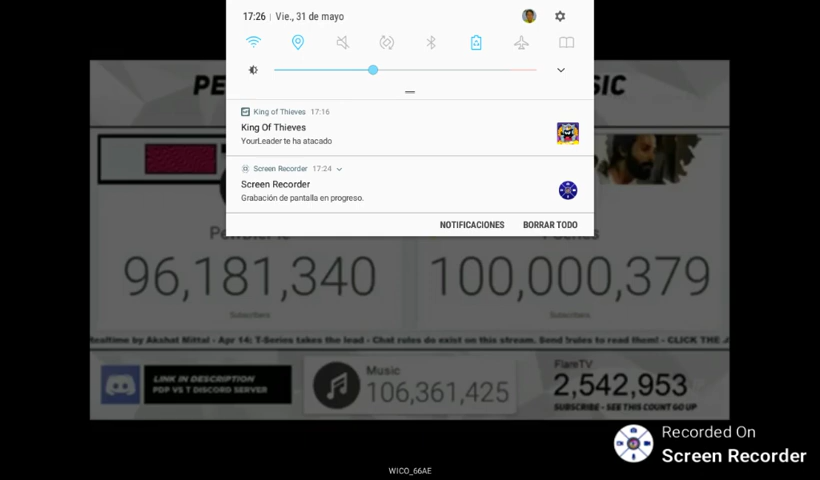 17:26 | Vie., 31 de mayo
King of Thieves 17:16
King Of Thieves
YourLeader te ha atacado
Screen Recorder 17:24
Screen Recorder
Grabación de pantalla en progreso.
NOTIFICACIONES BORRAR TODO
96,181,340
100,000,379
Subscribers
Subscribers
Realtime by Akshat Mittal - Apr 14: T-Series takes the lead - Chat rules do exist on this stream. Send !rules to read them! - CLICK THE
LINK IN DESCRIPTION
PDP VS T DISCORD SERVER
Music
106,361,425
FlareTV
2,542,953
SUBSCRIBE - SEE THIS COUNT GO UP
Recorded On
Screen Recorder
WICO_66AE